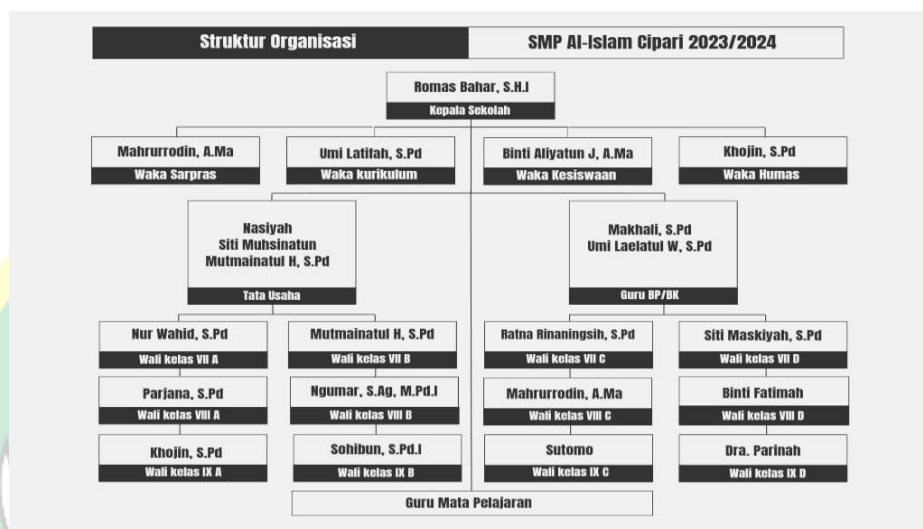 Struktur Organisasi
SMP Al-Islam Cipari 2023/2024
Romas Bahar, S.H.I
Kepala Sekolah
Mahrurrodin, A.Ma
Waka Sarpras
Umi Latifah, S.Pd
Waka kurikulum
Binti Aliyatun J, A.Ma
Waka Kesiswaan
Khojin, S.Pd
Waka Humas
Nasiyah
Siti Muhsinatun
Mutmainatul H, S.Pd
Tata Usaha
Makhali, S.Pd
Umi Laelatul W, S.Pd
Guru BP/BK
Nur Wahid, S.Pd
Wali kelas VII A
Mutmainatul H, S.Pd
Wali kelas VII B
Ratna Rinaningsih, S.Pd
Wali kelas VII C
Siti Maskiyah, S.Pd
Wali kelas VII D
Parjana, S.Pd
Wali kelas VIII A
Ngumar, S.Ag, M.Pd.I
Wali kelas VIII B
Mahrurrodin, A.Ma
Wali kelas VIII C
Binti Fatimah
Wali kelas VIII D
Khojin, S.Pd
Wali kelas IX A
Sohibun, S.Pd.I
Wali kelas IX B
Sutomo
Wali kelas IX C
Dra. Parinah
Wali kelas IX D
Guru Mata Pelajaran